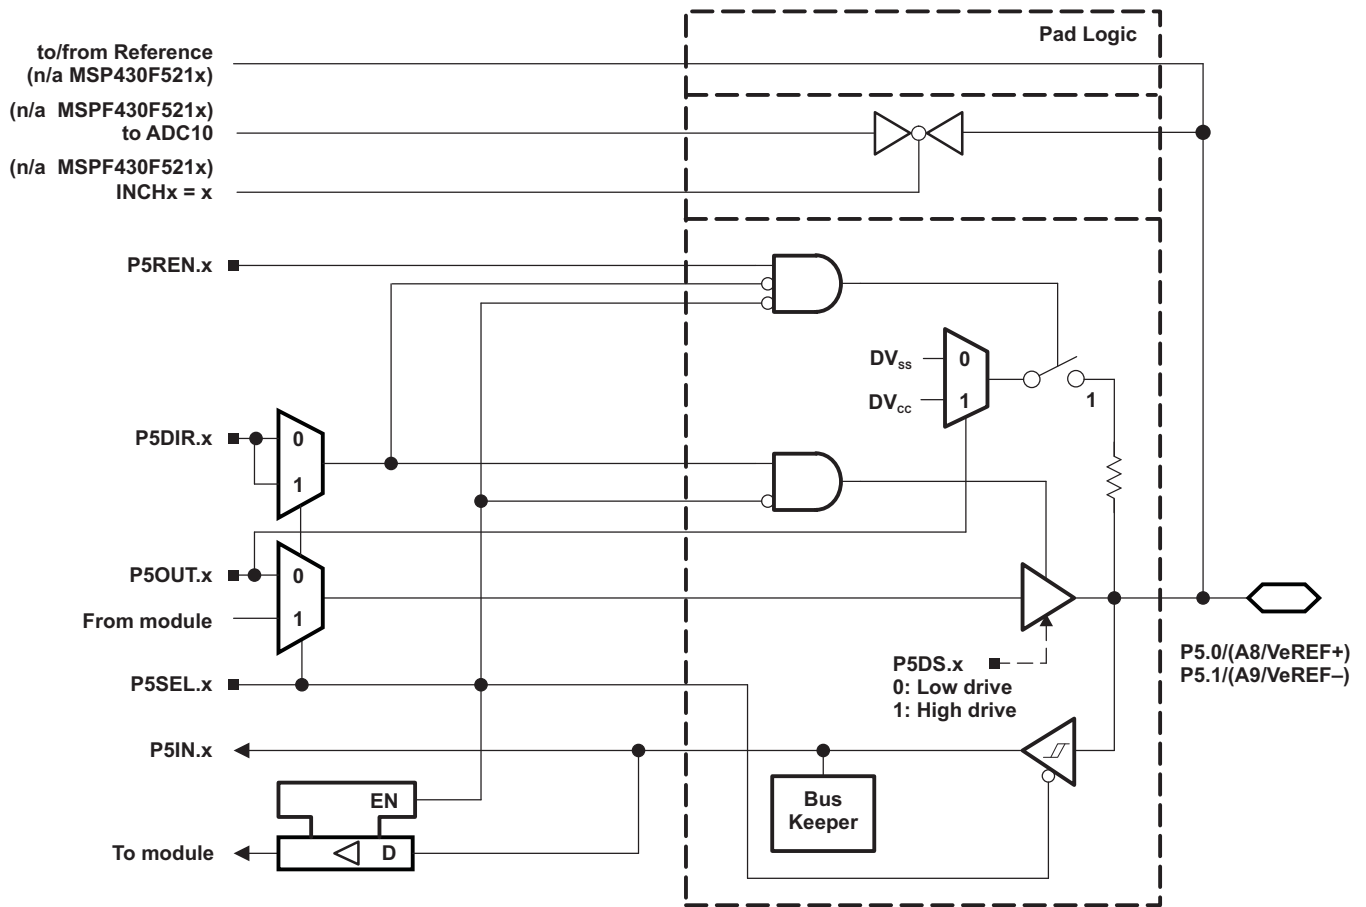 Pad Logic
to/from Reference
(n/a MSP430F521x)
(n/a MSPF430F521x)
to ADC10
(n/a MSPF430F521x)
INCHx = x
P5REN.x
DVss
0
DVcc
1
1
P5DIR.x
0
1
P5OUT.x
0
From module
1
P5SEL.x
P5DS.x
0: Low drive
1: High drive
P5.0/(A8/VeREF+)
P5.1/(A9/VeREF–)
P5IN.x
Bus
Keeper
EN
To module
D